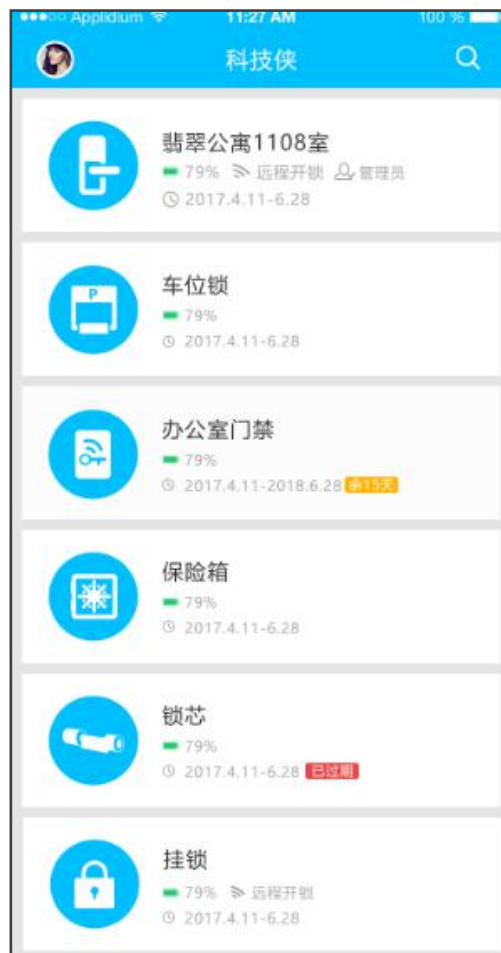 Applidium 11:27 AM 100 %
科技侠
翡翠公寓1108室
79% 远程开锁 管理员
2017.4.11-6.28
车位锁
P
79%
2017.4.11-6.28
办公室门禁
79%
2017.4.11-2018.6.28 余15天
保险箱
79%
2017.4.11-6.28
锁芯
79%
2017.4.11-6.28 已过期
挂锁
79% 远程开锁
2017.4.11-6.28